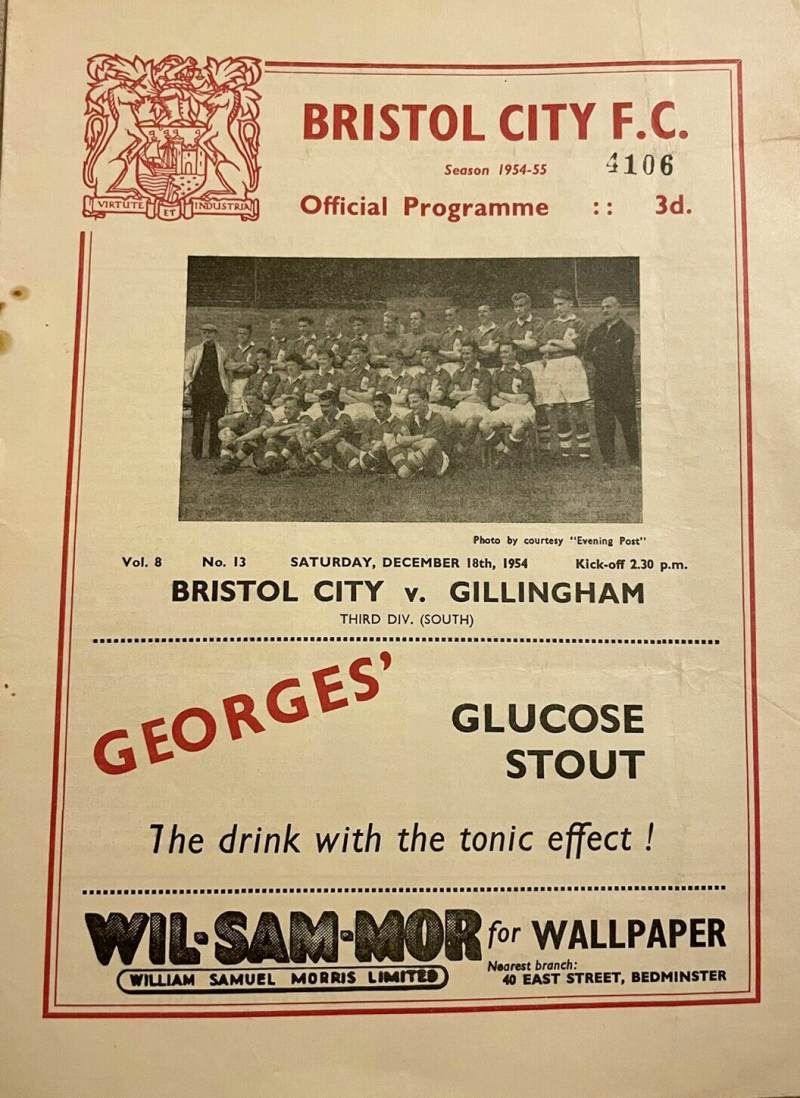 BRISTOL CITY F.C.
Season 1954-55 4106
Official Programme :: 3d.
VIRTUTE ET INDUSTRIA
Photo by courtesy "Evening Post"
Vol. 8 No. 13 SATURDAY, DECEMBER 18th, 1954 Kick-off 2.30 p.m.
BRISTOL CITY v. GILLINGHAM
THIRD DIV. (SOUTH)
GEORGES'
GLUCOSE
STOUT
The drink with the tonic effect !
WIL-SAM-MOR for WALLPAPER
WILLIAM SAMUEL MORRIS LIMITED
Nearest branch:
40 EAST STREET, BEDMINSTER